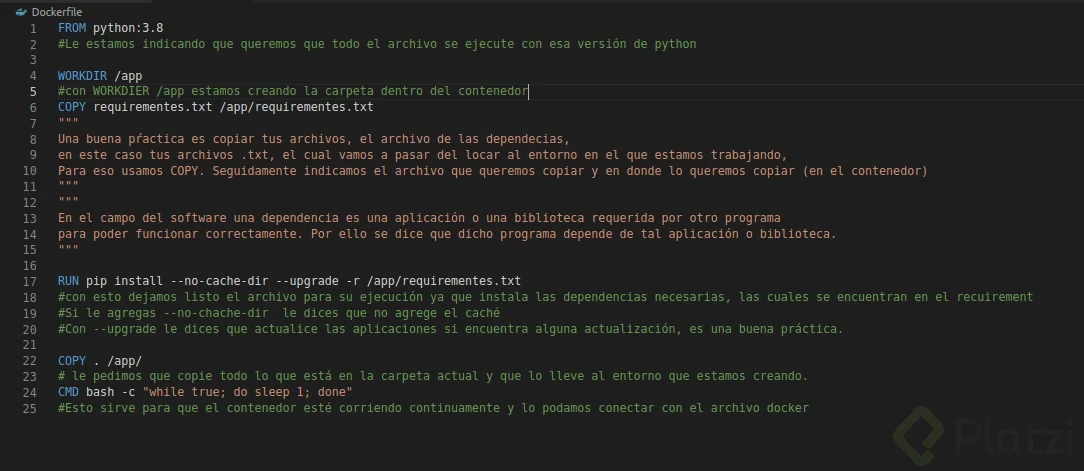 Dockerfile
1 FROM python:3.8
2 #Le estamos indicando que queremos que todo el archivo se ejecute con esa versión de python
3
4 WORKDIR /app
5 #con WORKDIER /app estamos creando la carpeta dentro del contenedor
6 COPY requirementes.txt /app/requirementes.txt
7 """
8 Una buena pŕactica es copiar tus archivos, el archivo de las dependecias,
9 en este caso tus archivos .txt, el cual vamos a pasar del locar al entorno en el que estamos trabajando,
10 Para eso usamos COPY. Seguidamente indicamos el archivo que queremos copiar y en donde lo queremos copiar (en el contenedor)
11 """
12 """
13 En el campo del software una dependencia es una aplicación o una biblioteca requerida por otro programa
14 para poder funcionar correctamente. Por ello se dice que dicho programa depende de tal aplicación o biblioteca.
15 """
16
17 RUN pip install --no-cache-dir --upgrade -r /app/requirementes.txt
18 #con esto dejamos listo el archivo para su ejecución ya que instala las dependencias necesarias, las cuales se encuentran en el recuirement
19 #Si le agregas --no-chache-dir  le dices que no agrege el caché
20 #Con --upgrade le dices que actualice las aplicaciones si encuentra alguna actualización, es una buena práctica.
21
22 COPY . /app/
23 # le pedimos que copie todo lo que está en la carpeta actual y que lo lleve al entorno que estamos creando.
24 CMD bash -c "while true; do sleep 1; done"
25 #Esto sirve para que el contenedor esté corriendo continuamente y lo podamos conectar con el archivo docker
Platzi